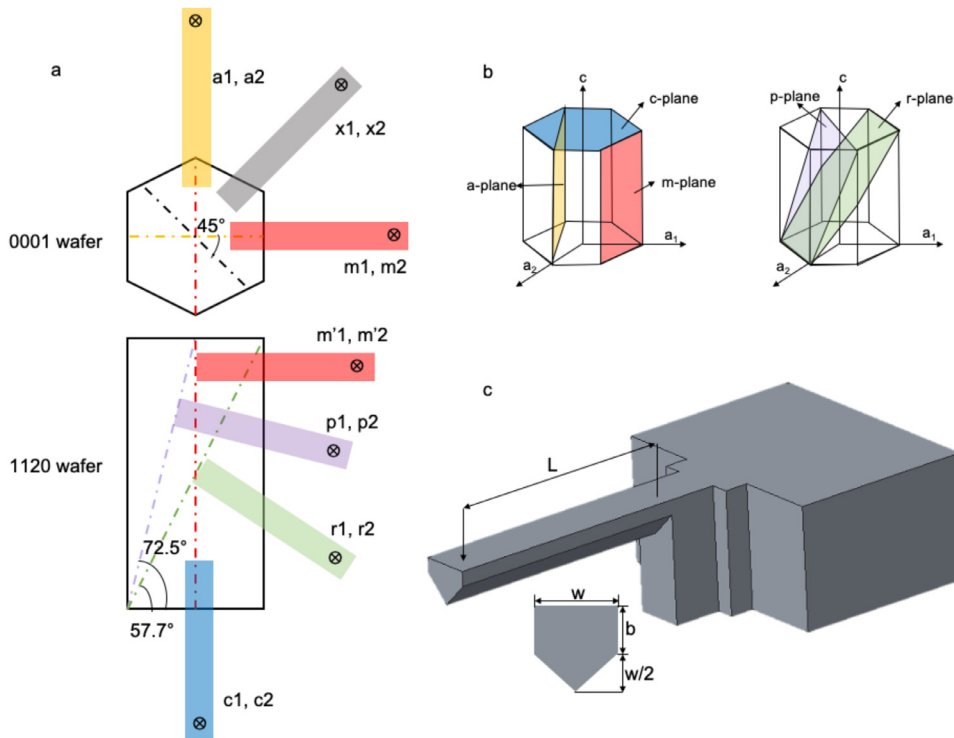 a
a1, a2
x1, x2
45°
0001 wafer
m1, m2
m'1, m'2
p1, p2
1120 wafer
r1, r2
72.5°
57.7°
c1, c2
b
c
c-plane
a-plane
m-plane
a1
a2
c
p-plane
r-plane
a1
a2
c
L
w
b
w/2